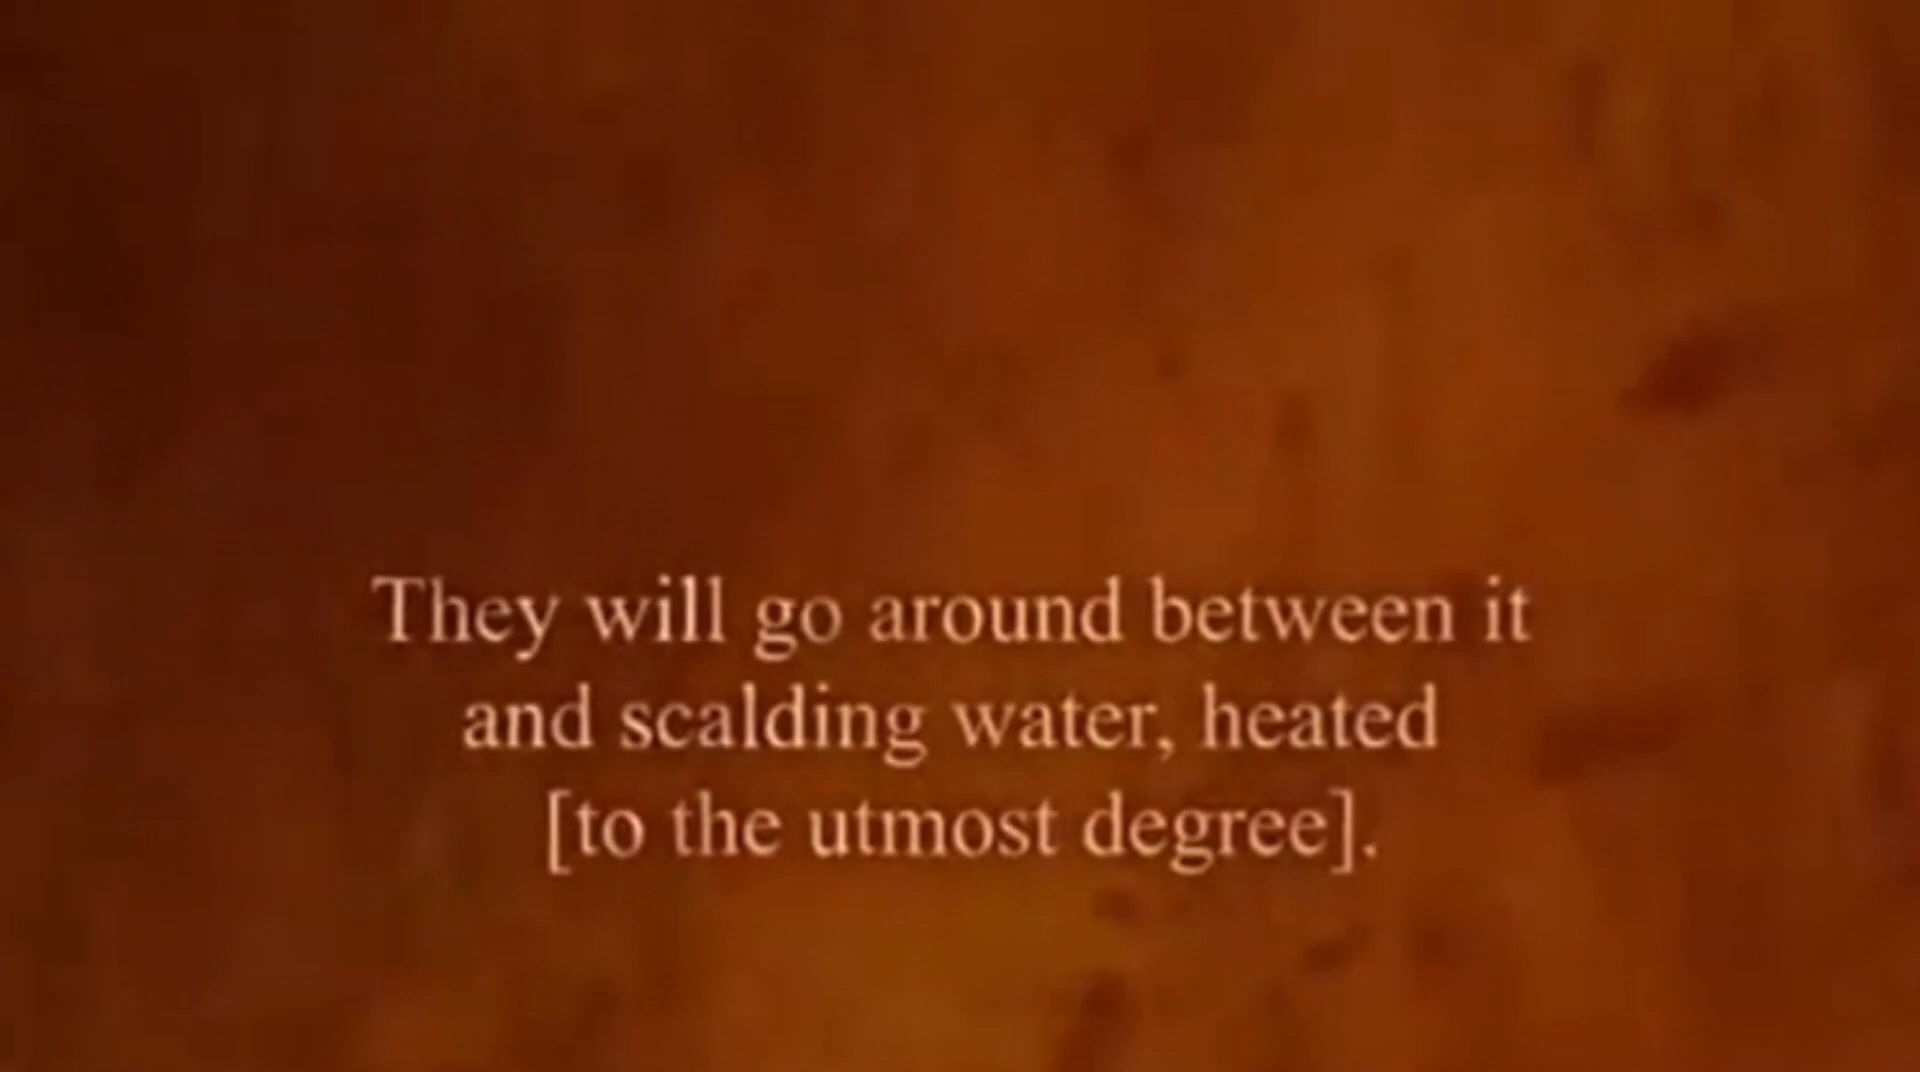 They will go around between it
and scalding water, heated
[to the utmost degree].